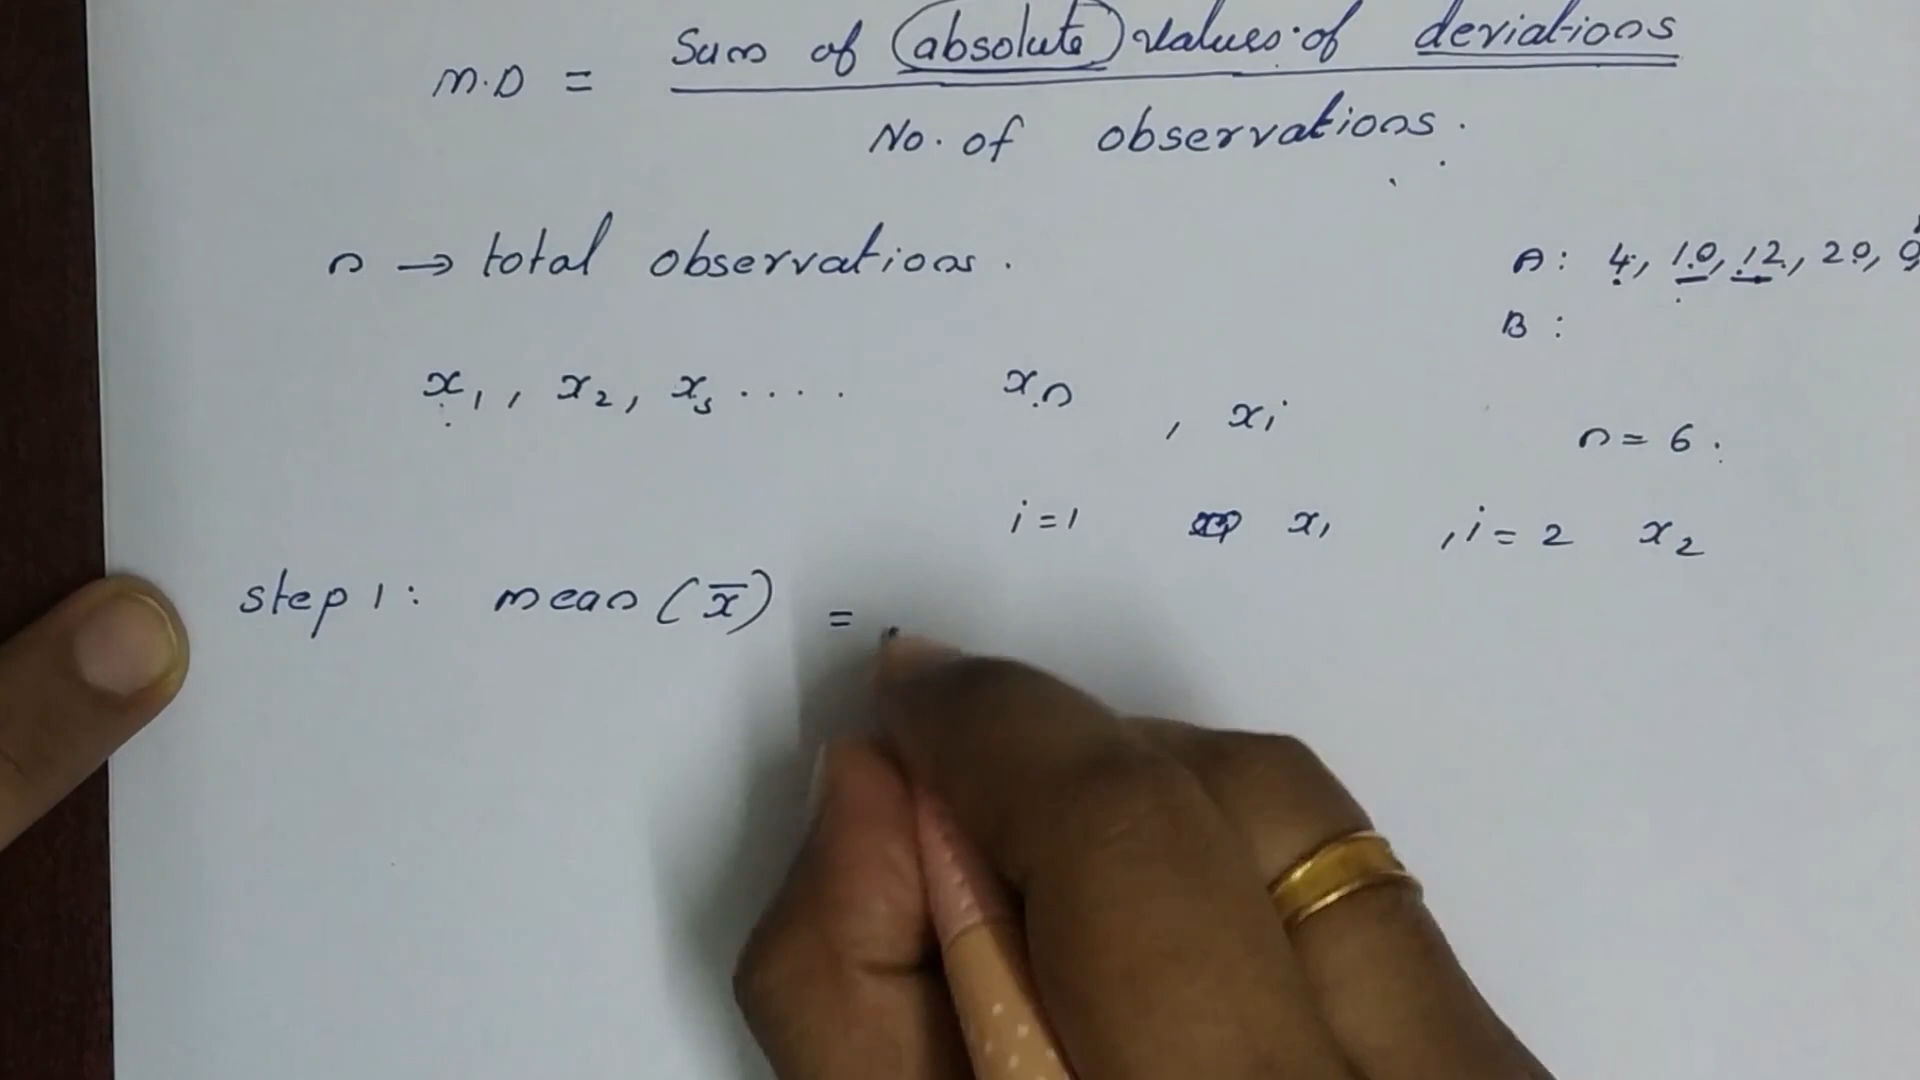 M.D = Sum of absolute values of deviations
No. of observations.
n → total observations.
A: 4, 10, 12, 20,
B :
x₁, x₂, x₃ .... xₙ , xᵢ
n = 6.
i = 1 x₁ , i = 2 x₂
step 1: mean (x̄) =